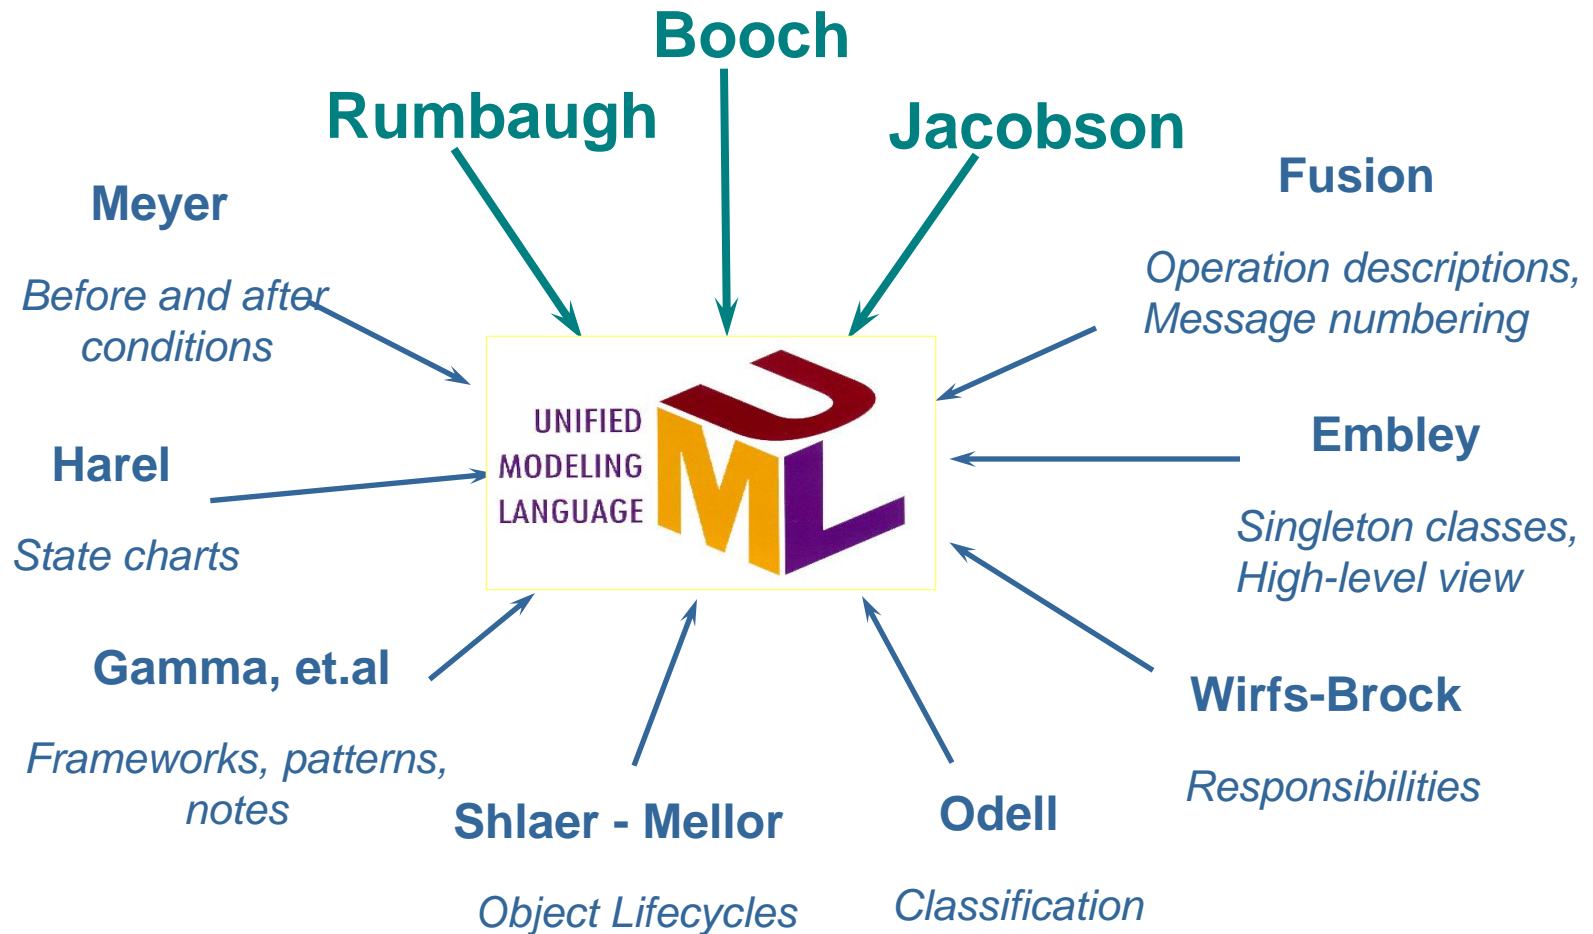 Booch
Rumbaugh
Jacobson
Meyer
Before and after
conditions
Fusion
Operation descriptions,
Message numbering
UNIFIED
MODELING
LANGUAGE
UML
Harel
State charts
Embley
Singleton classes,
High-level view
Gamma, et.al
Frameworks, patterns,
notes
Wirfs-Brock
Responsibilities
Shlaer - Mellor
Object Lifecycles
Odell
Classification